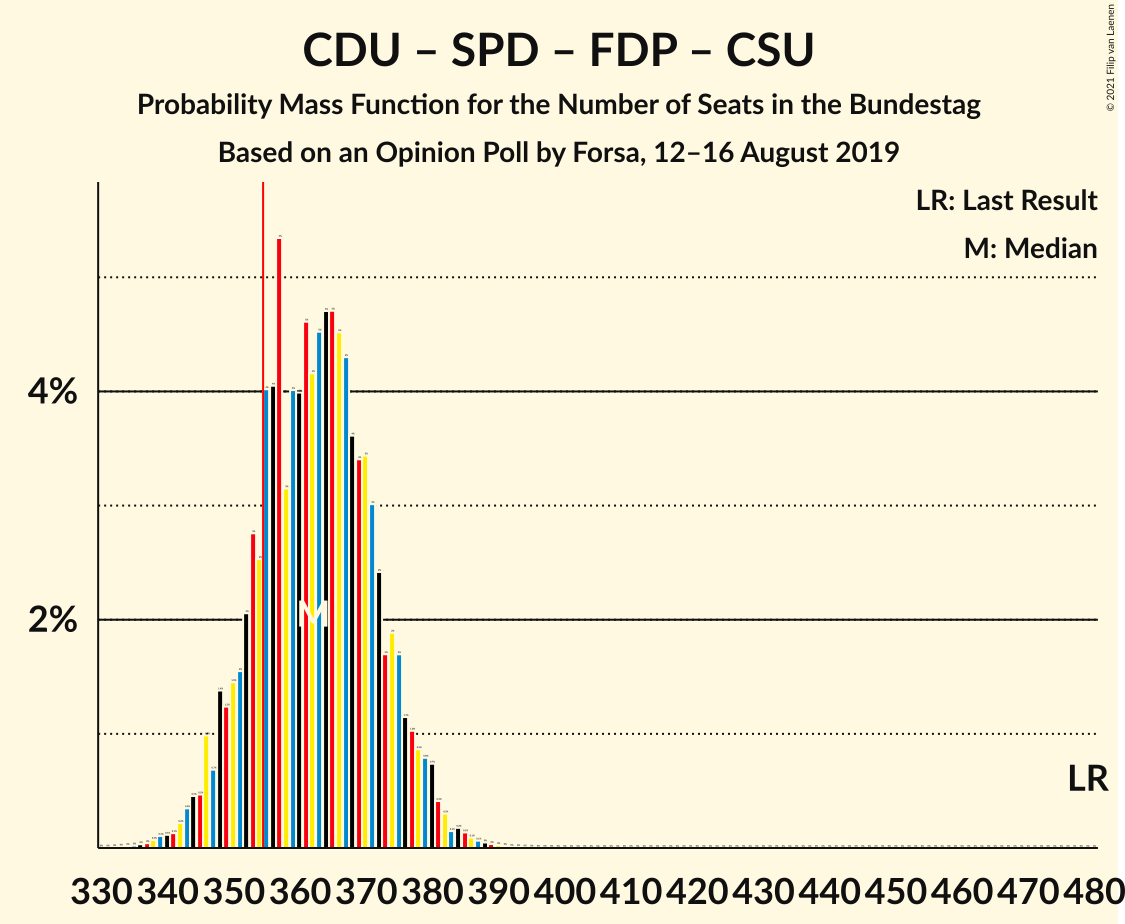 CDU – SPD – FDP – CSU
Probability Mass Function for the Number of Seats in the Bundestag
Based on an Opinion Poll by Forsa, 12–16 August 2019
© 2021 Filip van Laenen
LR: Last Result
M: Median
4%
2%
M
LR
330 340 350 360 370 380 390 400 410 420 430 440 450 460 470 480